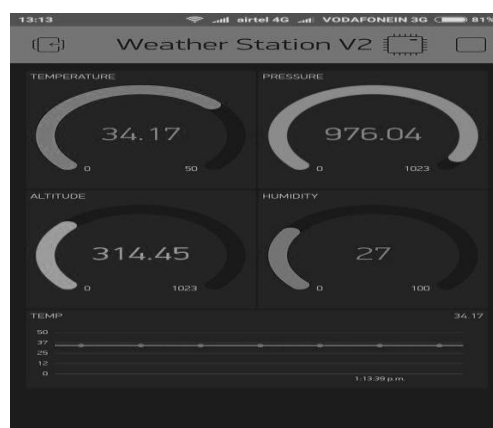 13:13 airtel 4G VODAFONEIN 3G 81%
Weather Station V2
TEMPERATURE PRESSURE
34.17 976.04
0 50 0 1023
ALTITUDE HUMIDITY
314.45 27
0 1023 0 100
TEMP 34.17
50
37
25
12
0
1:13:39 p.m.